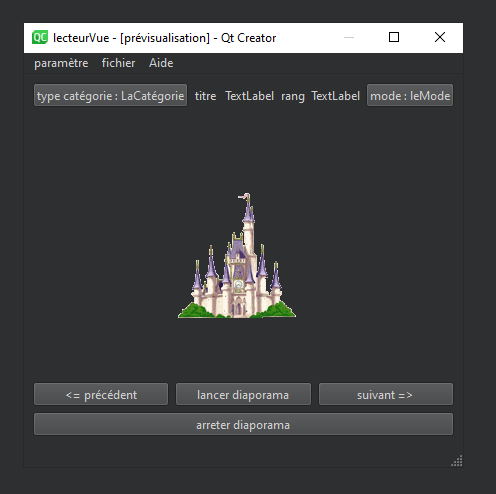 QC lecteurVue - [prévisualisation] - Qt Creator
paramètre fichier Aide
type catégorie : LaCatégorie titre TextLabel rang TextLabel mode : leMode
<= précédent lancer diaporama suivant =>
arreter diaporama